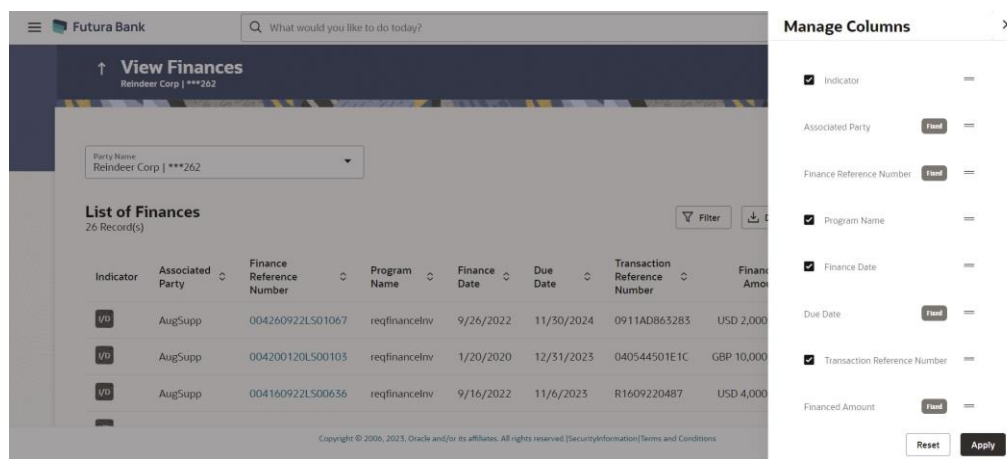 Futura Bank
What would you like to do today?
View Finances
Reindeer Corp | ***262
Party Name
Reindeer Corp | ***262
List of Finances
26 Record(s)
Filter
Indicator
Associated
Party
Finance
Reference
Number
Program
Name
Finance
Date
Due
Date
Transaction
Reference
Number
I/D AugSupp 004260922LS01067 reqfinanceInv 9/26/2022 11/30/2024 0911AD863283 USD 2,000
I/D AugSupp 004200120LS00103 reqfinanceInv 1/20/2020 12/31/2023 040544501E1C GBP 10,000
I/D AugSupp 004160922LS00636 reqfinanceInv 9/16/2022 11/6/2023 R1609220487 USD 4,000
Copyright © 2006, 2023, Oracle and/or its affiliates. All rights reserved.|SecurityInformation|Terms and Conditions
Manage Columns
Indicator
Associated Party Fixed
Finance Reference Number Fixed
Program Name
Finance Date
Due Date Fixed
Transaction Reference Number
Financed Amount Fixed
Reset Apply